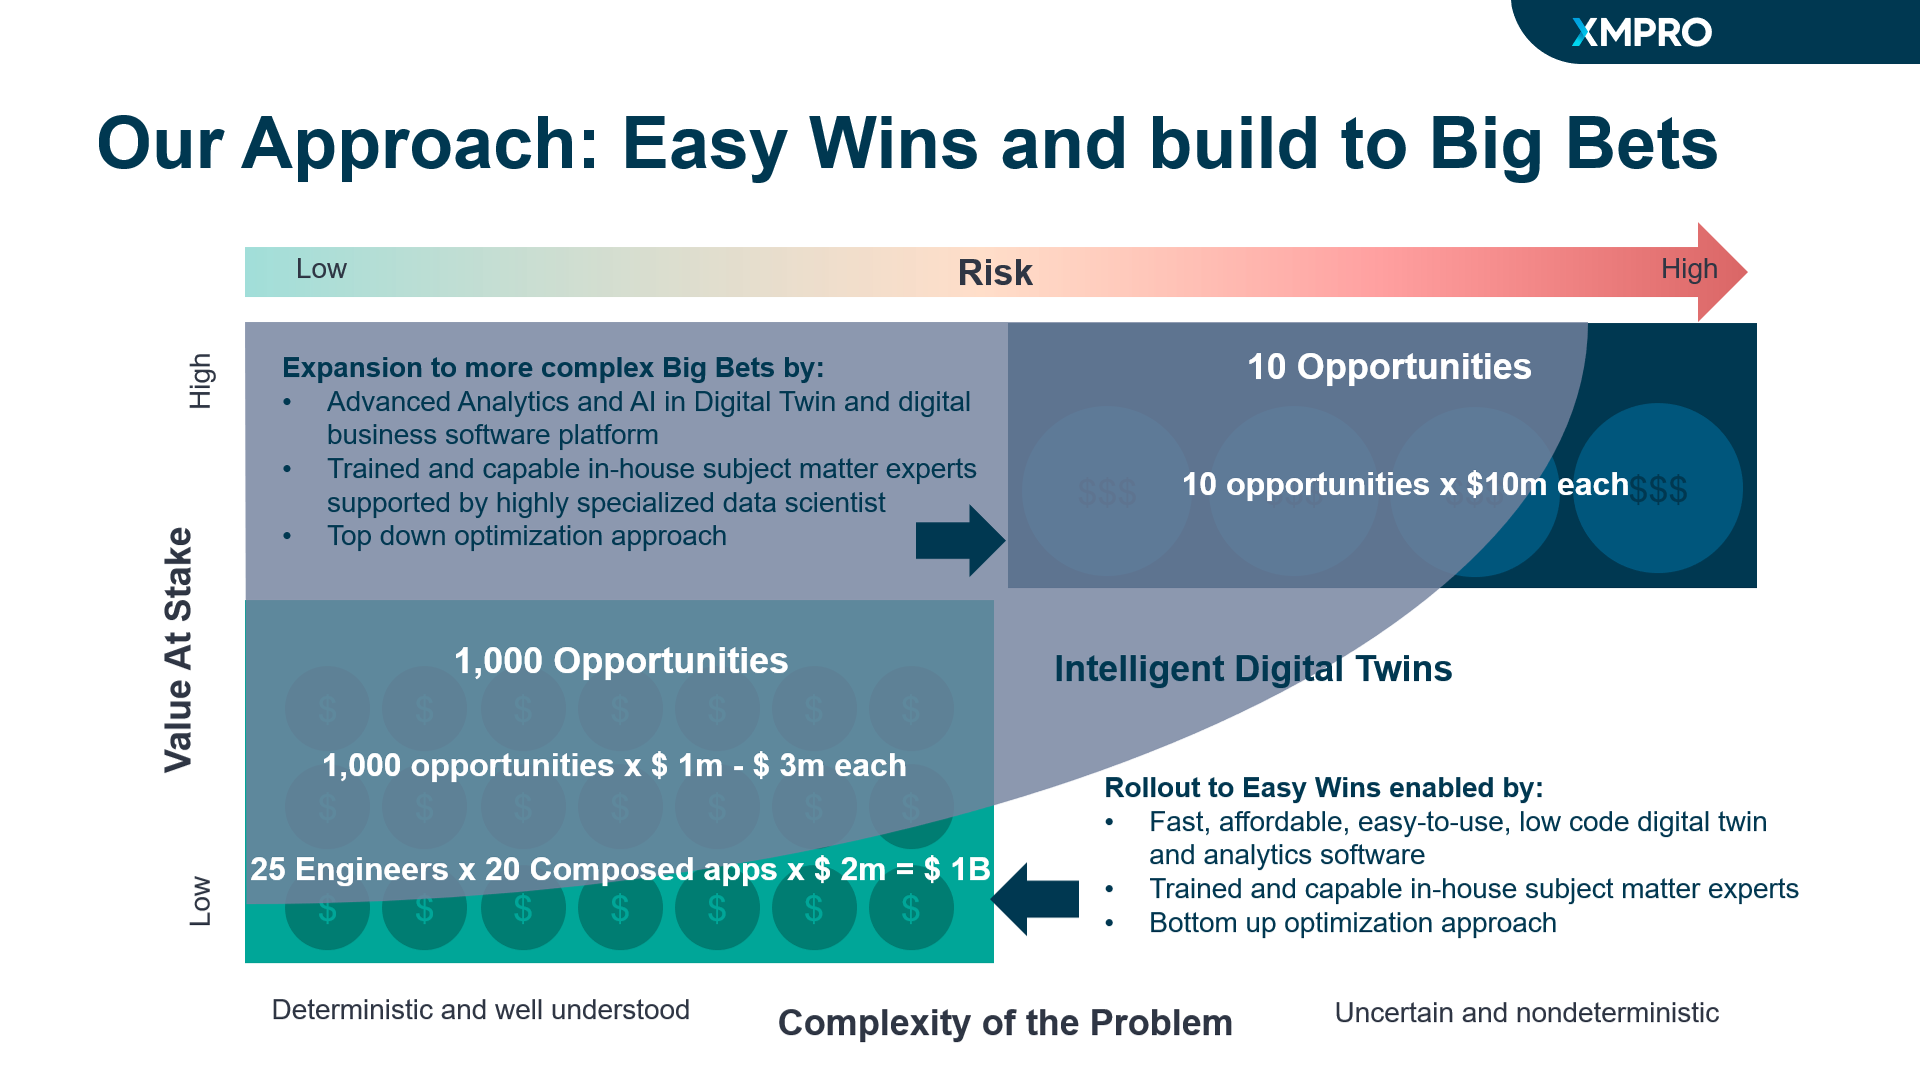 XMPRO
Our Approach: Easy Wins and build to Big Bets
Low
Risk
High
High
Value At Stake
Low
Expansion to more complex Big Bets by:
• Advanced Analytics and AI in Digital Twin and digital
business software platform
• Trained and capable in-house subject matter experts
supported by highly specialized data scientist
• Top down optimization approach
10 Opportunities
$$$ $$$ $$$ $$$
10 opportunities x $10m each
1,000 Opportunities
$ $ $ $ $ $ $
1,000 opportunities x $ 1m - $ 3m each
$ $ $ $ $ $ $
25 Engineers x 20 Composed apps x $ 2m = $ 1B
$ $ $ $ $ $ $
Intelligent Digital Twins
Rollout to Easy Wins enabled by:
• Fast, affordable, easy-to-use, low code digital twin
and analytics software
• Trained and capable in-house subject matter experts
• Bottom up optimization approach
Deterministic and well understood
Complexity of the Problem
Uncertain and nondeterministic